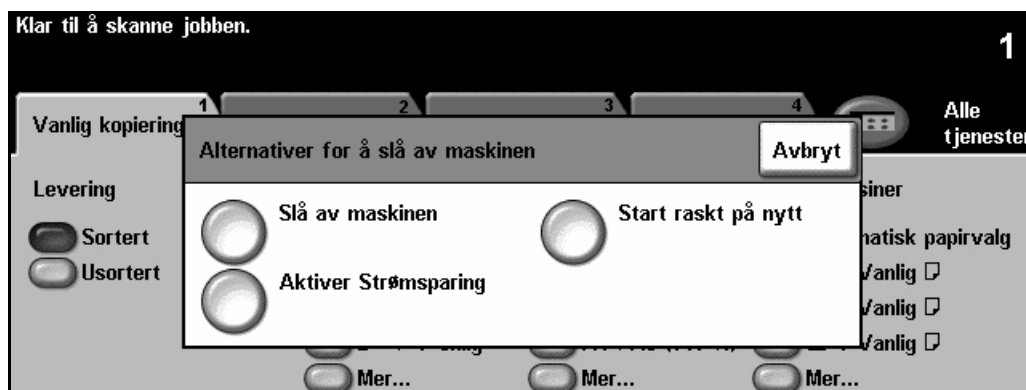 Klar til å skanne jobben.
1
1
2
3
4
Vanlig kopiering
Alle
tjenester
Alternativer for å slå av maskinen
Avbryt
Levering
Sortert
Usortert
Slå av maskinen
Start raskt på nytt
Aktiver Strømsparing
papirvalg
Vanlig
Vanlig
Vanlig
Mer...
Mer...
Mer...